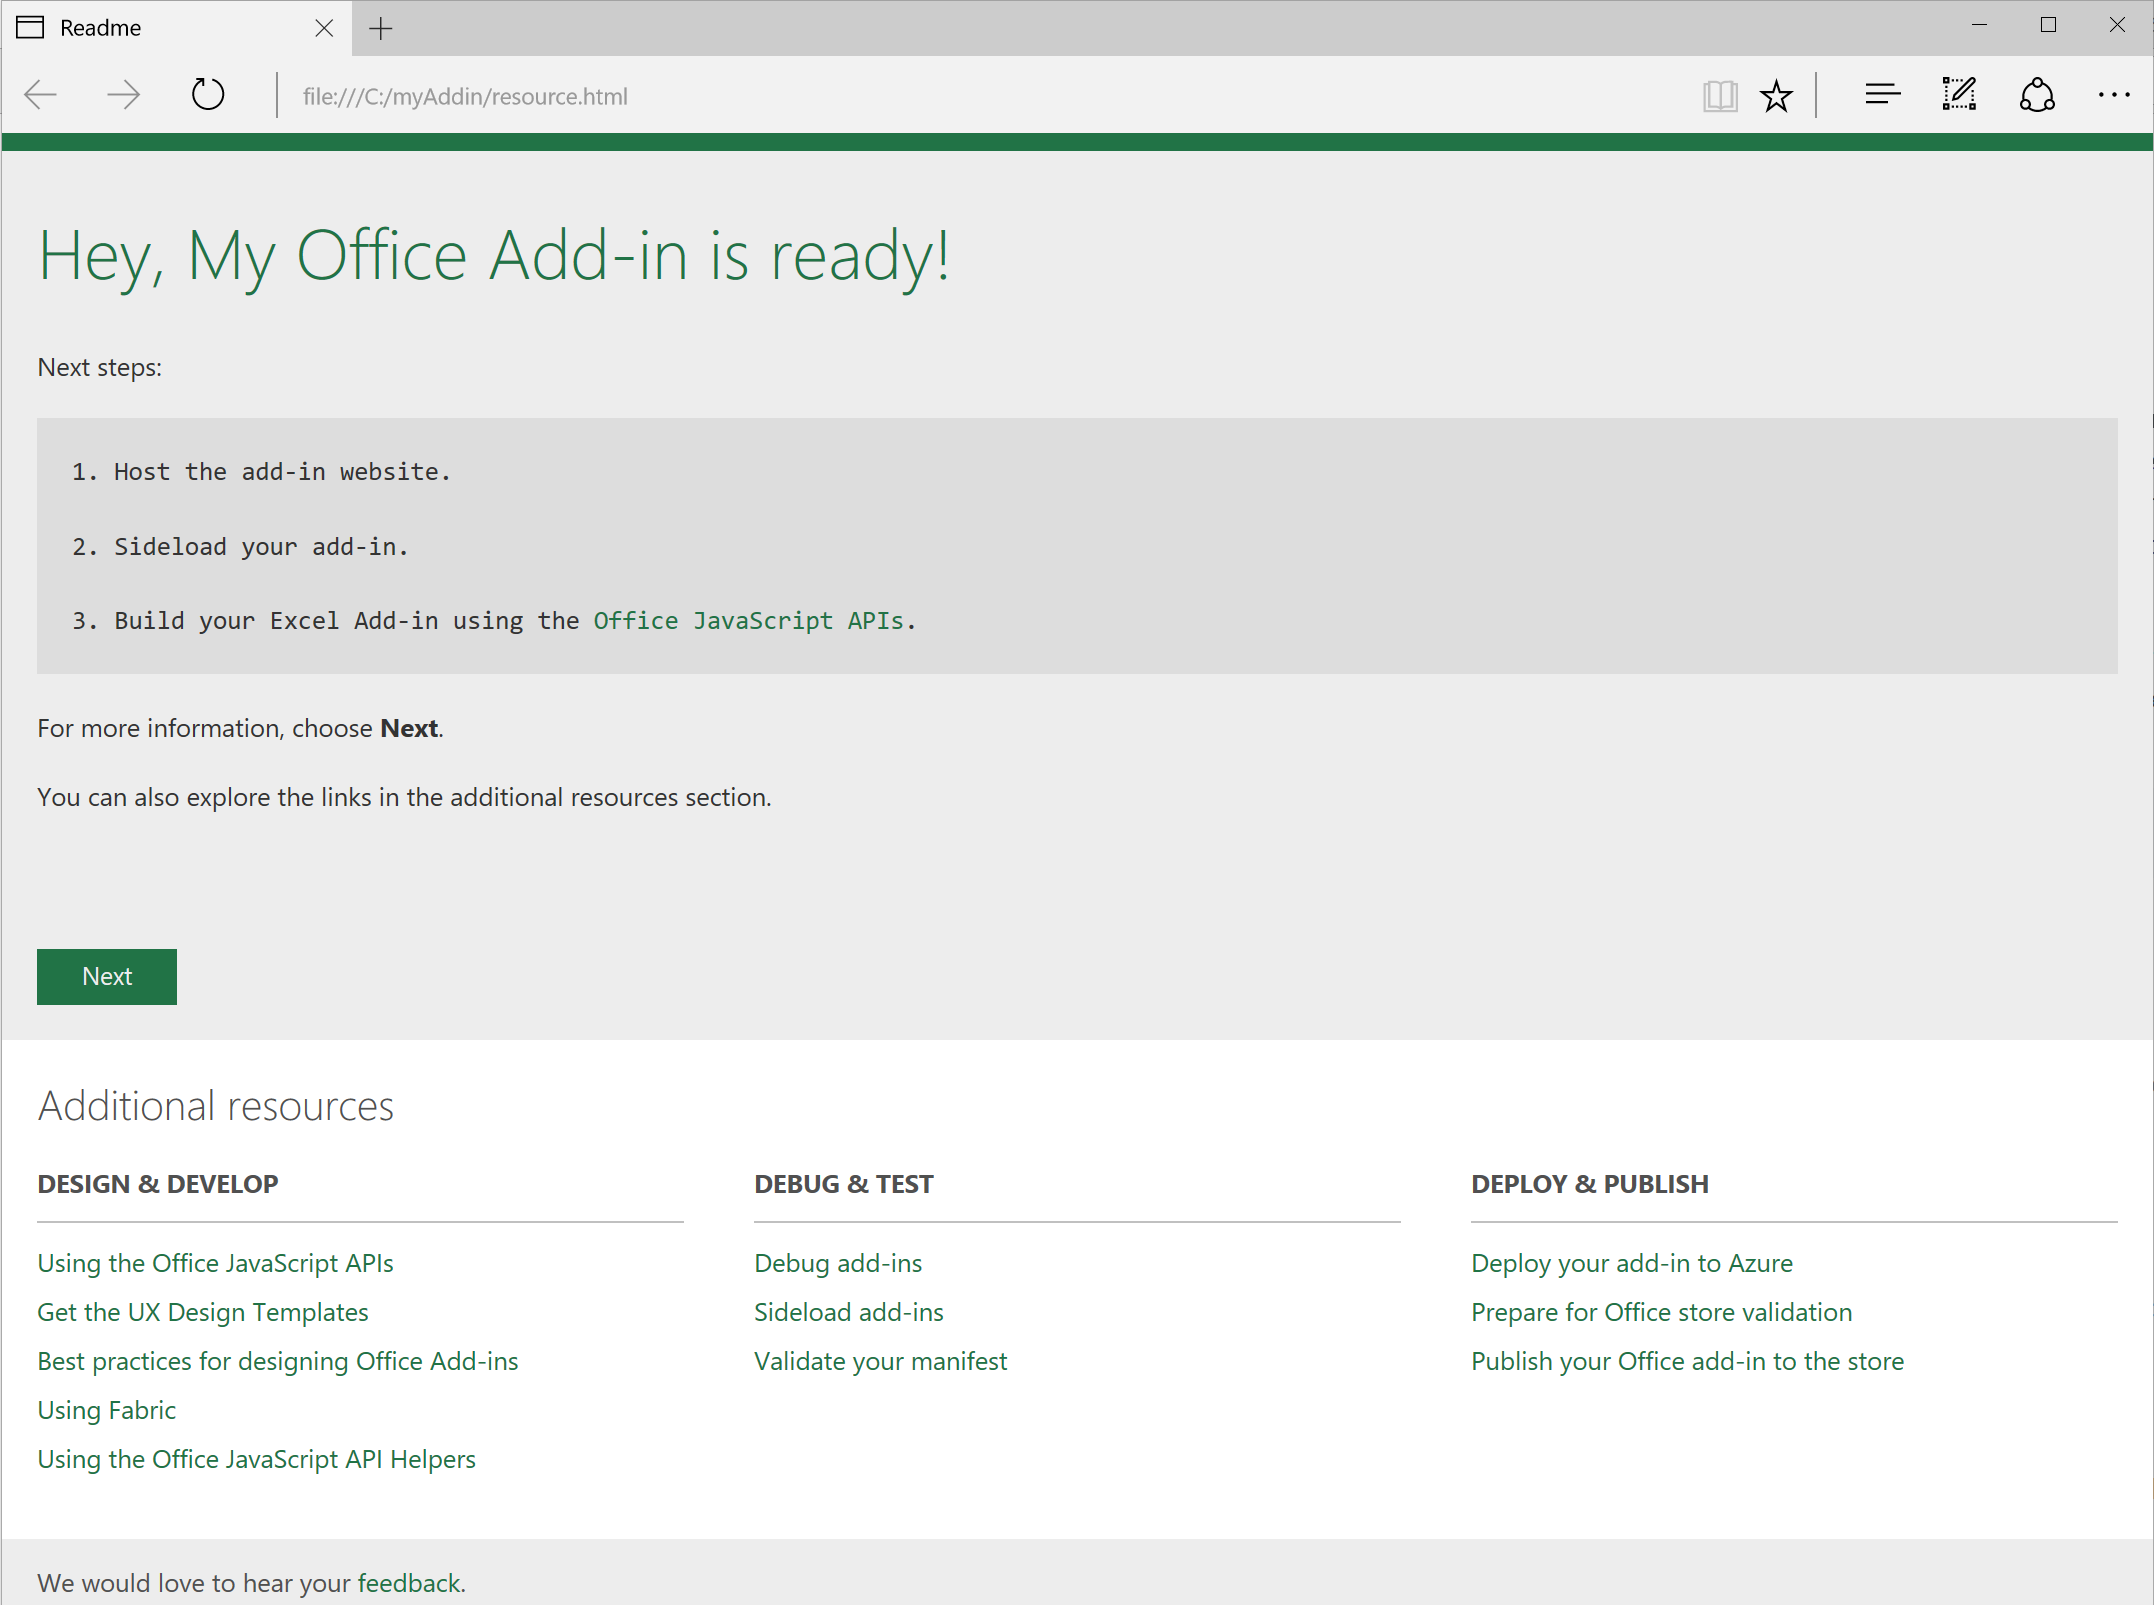 Readme
file:///C:/myAddin/resource.html
Hey, My Office Add-in is ready!
Next steps:
1. Host the add-in website.
2. Sideload your add-in.
3. Build your Excel Add-in using the Office JavaScript APIs.
For more information, choose Next.
You can also explore the links in the additional resources section.
Next
Additional resources
DESIGN & DEVELOP
Using the Office JavaScript APIs
Get the UX Design Templates
Best practices for designing Office Add-ins
Using Fabric
Using the Office JavaScript API Helpers
DEBUG & TEST
Debug add-ins
Sideload add-ins
Validate your manifest
DEPLOY & PUBLISH
Deploy your add-in to Azure
Prepare for Office store validation
Publish your Office add-in to the store
We would love to hear your feedback.